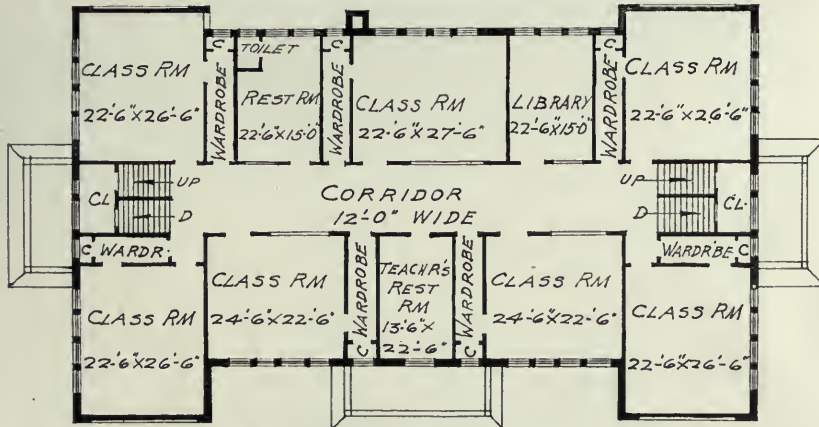 C
TOILET
C
C
CLASS RM
22'-6"X26'-6"
WARDROBE
REST RM
22'-6"X15'-0"
WARDROBE
CLASS RM
22'-6"X27'-6"
LIBRARY
22'-6"X15'-0"
WARDROBE
CLASS RM
22'-6"X26'-6"
CL
UP
D
CORRIDOR
12'-0" WIDE
UP
D
CL.
C
WARDR.
WARDR'BE
C
CLASS RM
24'-6"X22'-6"
WARDROBE
C
TEACHR'S
REST
RM
13'-6"X
22'-6"
WARDROBE
C
CLASS RM
24'-6"X22'-6"
CLASS RM
22'-6"X26'-6"
CLASS RM
22'-6"X26'-6"